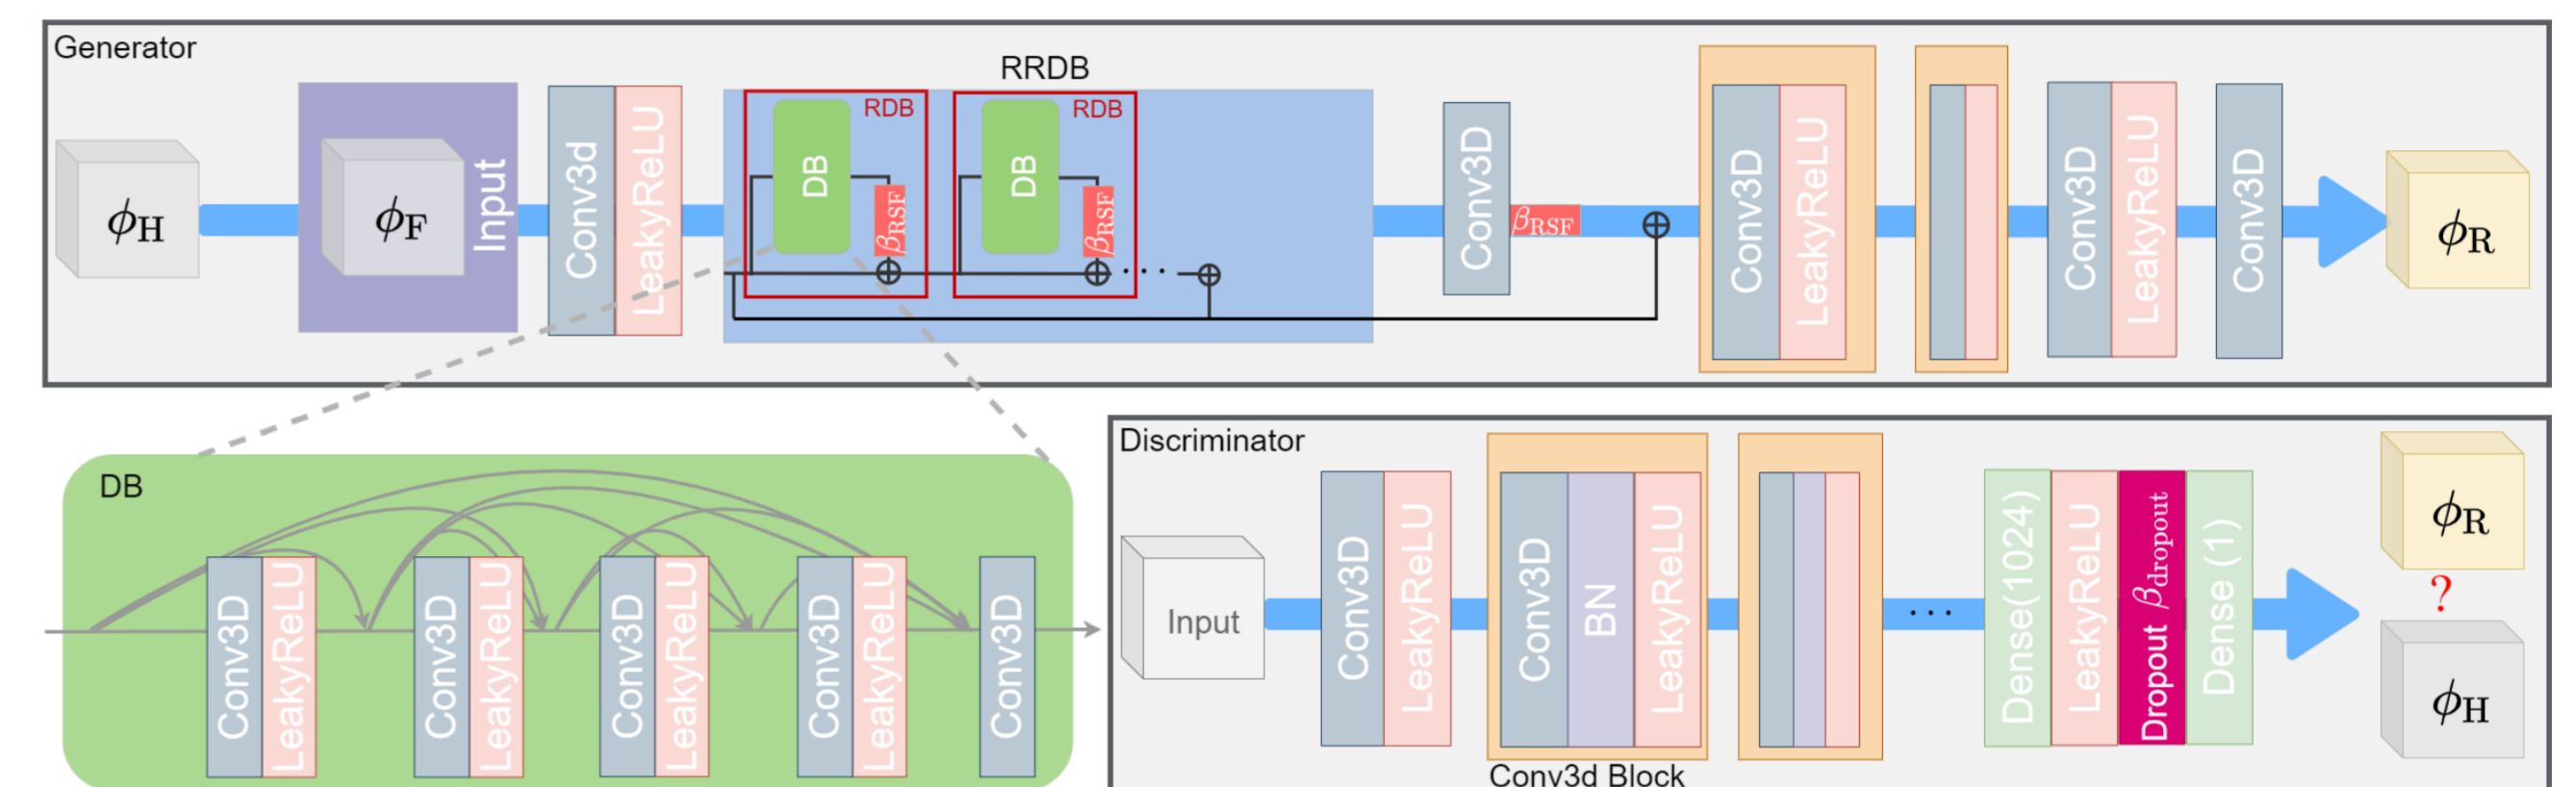 Generator
RRDB
ϕH
ϕF
Input
Conv3d
LeakyReLU
DB
RDB
βRSF
DB
RDB
βRSF
...
Conv3D
βRSF
Conv3D
LeakyReLU
Conv3D
LeakyReLU
Conv3D
ϕR
DB
Conv3D
LeakyReLU
Conv3D
LeakyReLU
Conv3D
LeakyReLU
Conv3D
LeakyReLU
Conv3D
Discriminator
Input
Conv3D
LeakyReLU
Conv3D
BN
LeakyReLU
Conv3d Block
...
Dense(1024)
LeakyReLU
Dropout βdropout
Dense (1)
ϕR
?
ϕH